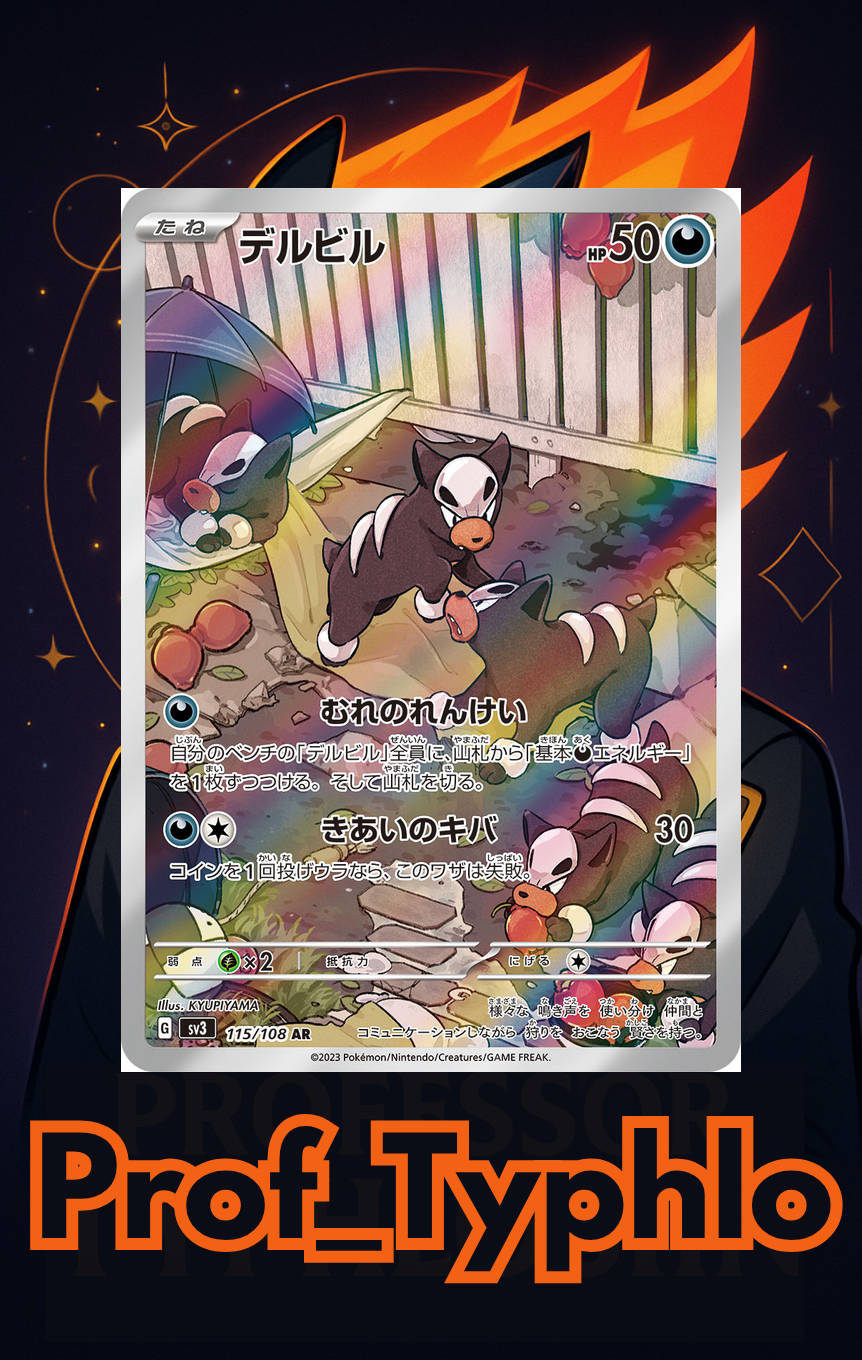 たね
デルビル
HP50
むれのれんけい
自分のベンチの「デルビル」全員に、山札から「基本エネルギー」
を1枚ずつつける。そして山札を切る。
きあいのキバ 30
コインを1回投げウラなら、このワザは失敗。
弱点 ×2 抵抗力 にげる
Illus. KYUPIYAMA
様々な 鳴き声を 使い分け 仲間と
G sv3 115/108 AR
コミュニケーションしながら 狩りを おこなう 賢さを持つ。
©2023 Pokémon/Nintendo/Creatures/GAME FREAK.
PROFESSOR
Prof_Typhlo